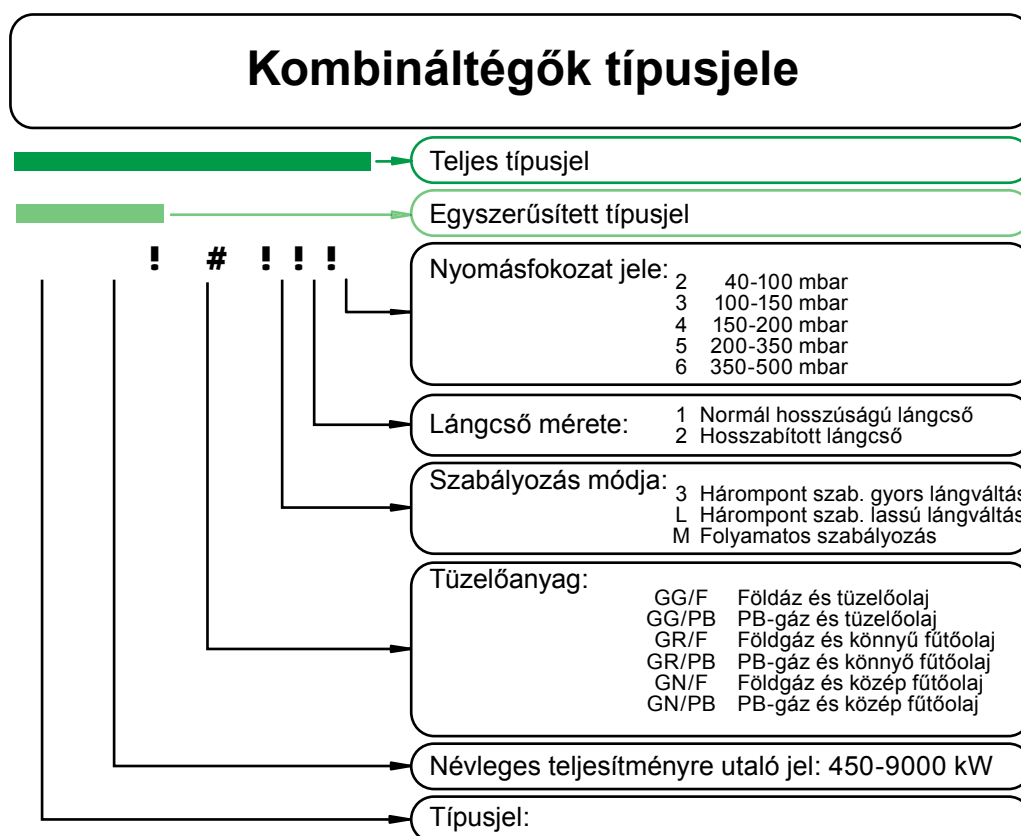 Kombináltégők típusjele
Teljes típusjel
Egyszerűsített típusjel
! # ! ! !
Nyomásfokozat jele:
2 40-100 mbar
3 100-150 mbar
4 150-200 mbar
5 200-350 mbar
6 350-500 mbar
Lángcső mérete:
1 Normál hosszúságú lángcső
2 Hosszabított lángcső
Szabályozás módja:
3 Hárompont szab. gyors lángváltás
L Hárompont szab. lassú lángváltás
M Folyamatos szabályozás
Tüzelőanyag:
GG/F Földáz és tüzelőolaj
GG/PB PB-gáz és tüzelőolaj
GR/F Földgáz és könnyű fűtőolaj
GR/PB PB-gáz és könnyő fűtőolaj
GN/F Földgáz és közép fűtőolaj
GN/PB PB-gáz és közép fűtőolaj
Névleges teljesítményre utaló jel: 450-9000 kW
Típusjel: